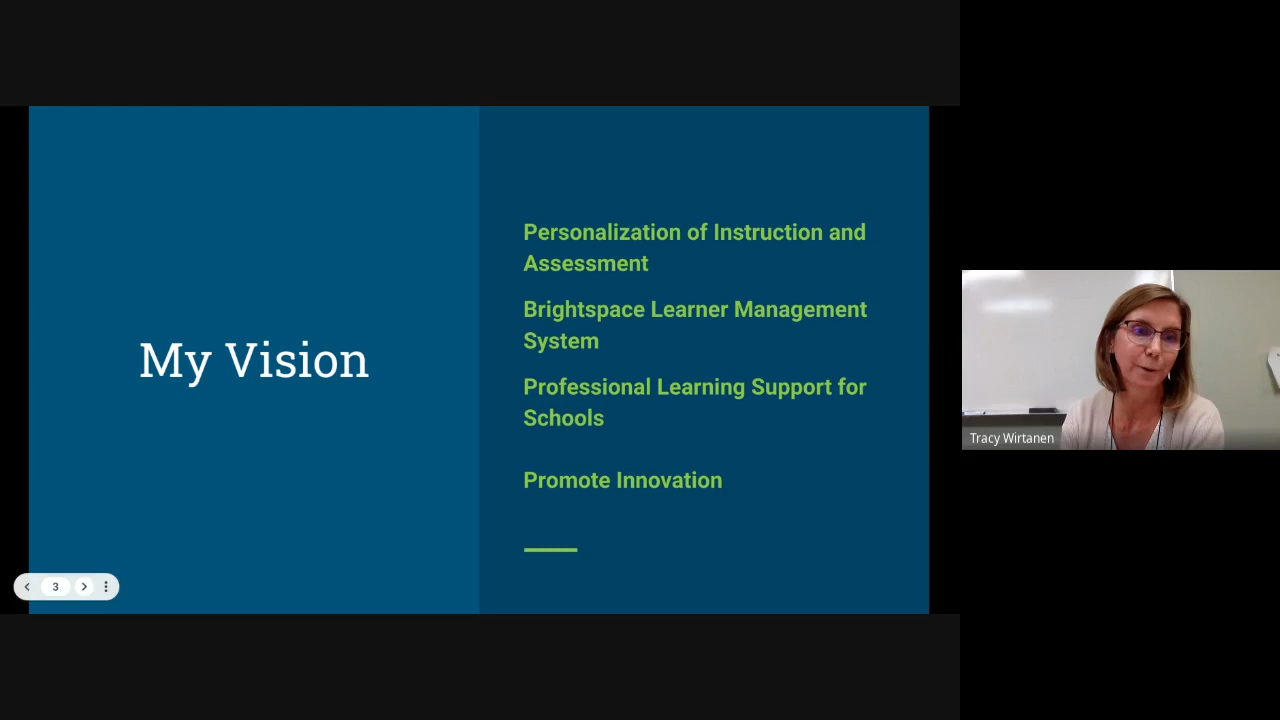 My Vision
Personalization of Instruction and
Assessment
Brightspace Learner Management
System
Professional Learning Support for
Schools
Promote Innovation
3
Tracy Wirtanen